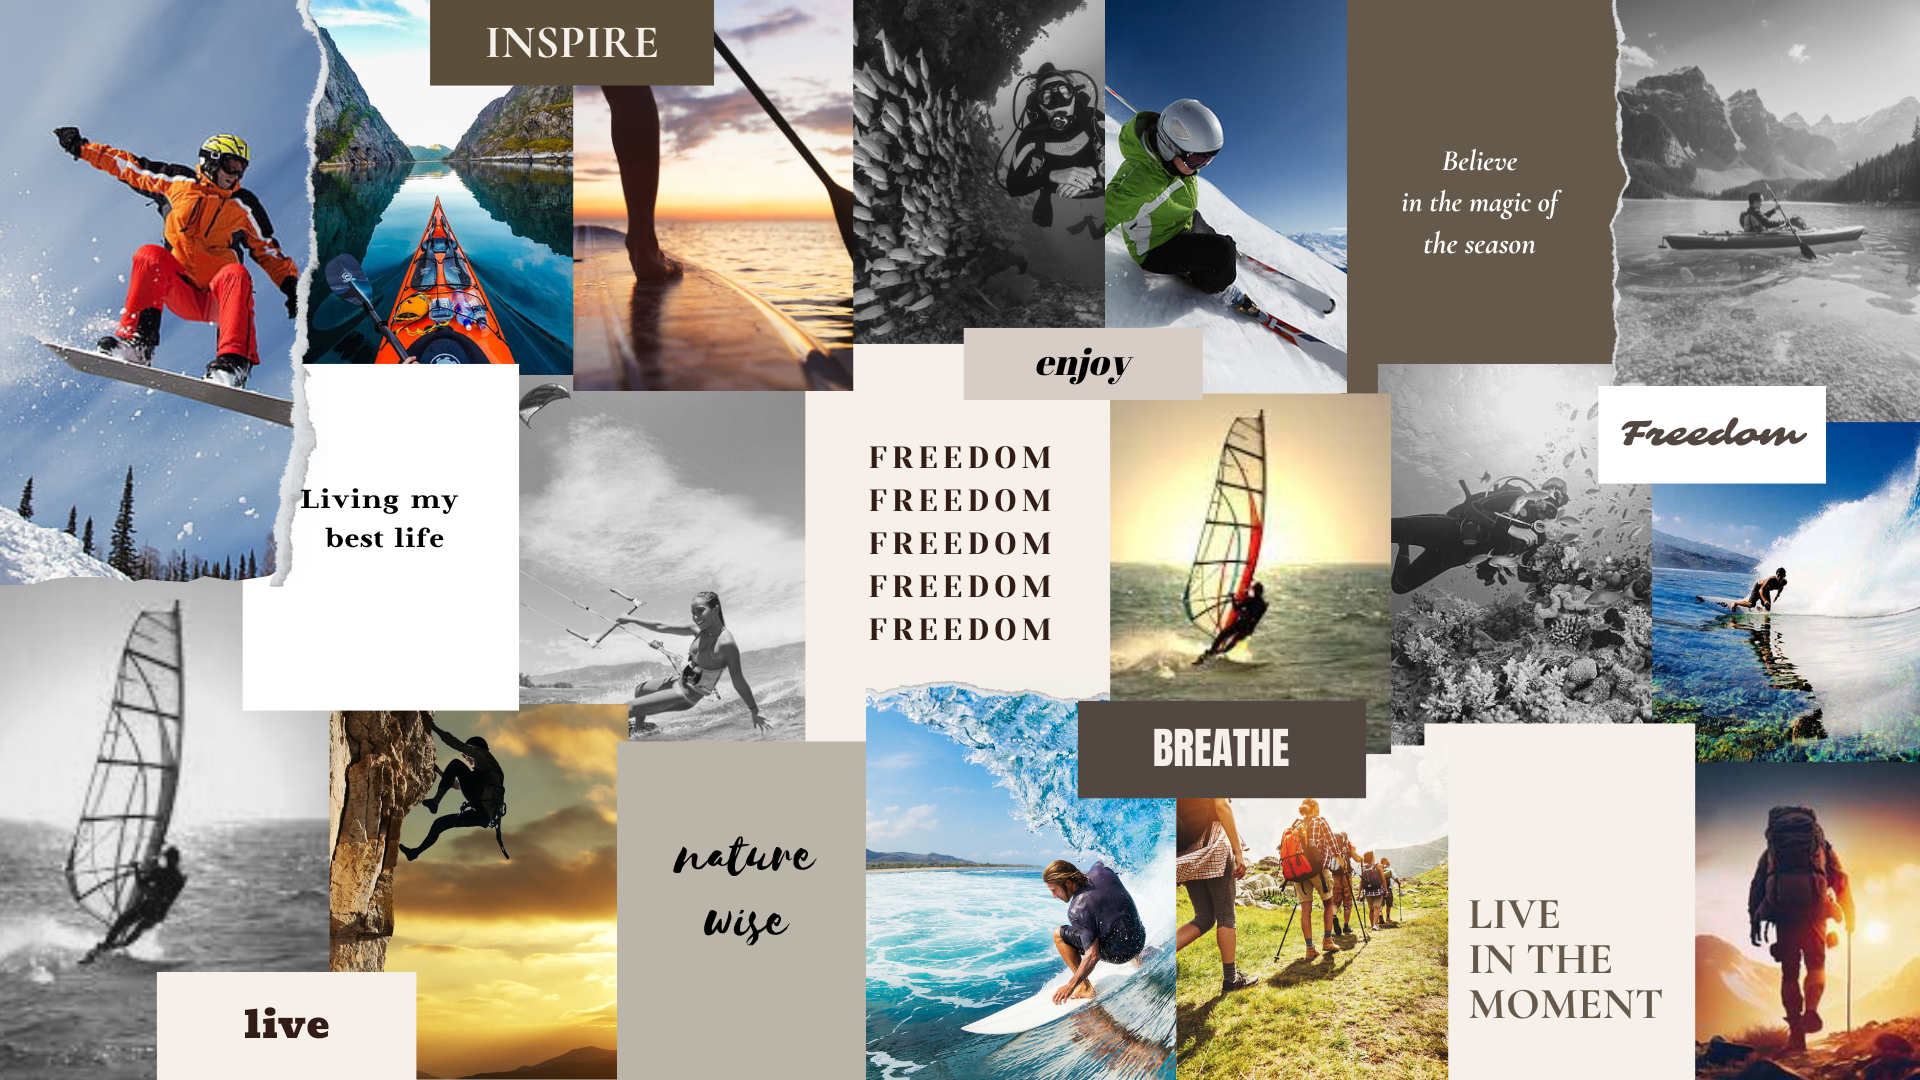 INSPIRE
Believe
in the magic of
the season
enjoy
Freedom
Living my
best life
FREEDOM
FREEDOM
FREEDOM
FREEDOM
FREEDOM
BREATHE
nature
wise
LIVE
IN THE
MOMENT
live